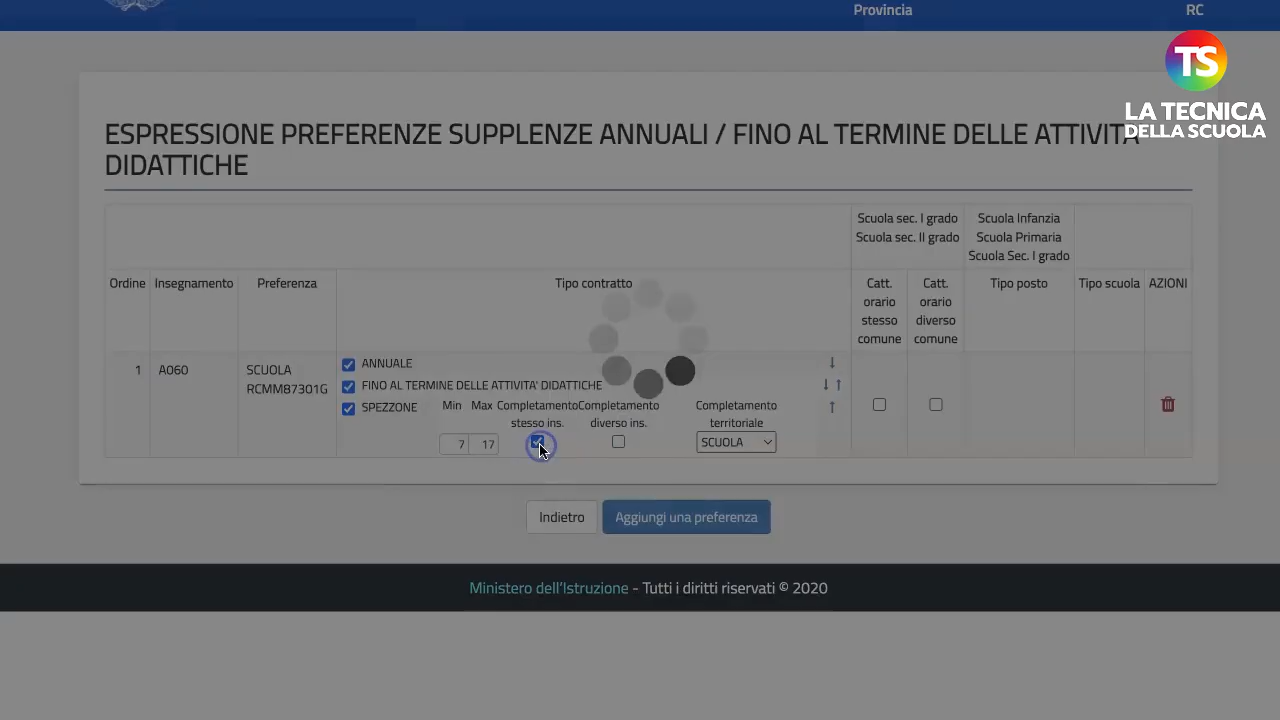 Provincia RC
TS
LA TECNICA
DELLA SCUOLA
ESPRESSIONE PREFERENZE SUPPLENZE ANNUALI / FINO AL TERMINE DELLE ATTIVITA'
DIDATTICHE
Scuola sec. I grado
Scuola sec. II grado
Scuola Infanzia
Scuola Primaria
Scuola Sec. I grado
Ordine
Insegnamento
Preferenza
Tipo contratto
Catt.
orario
stesso
comune
Catt.
orario
diverso
comune
Tipo posto
Tipo scuola
AZIONI
1
A060
SCUOLA
RCMM87301G
ANNUALE
FINO AL TERMINE DELLE ATTIVITA' DIDATTICHE
SPEZZONE
Min
Max
Completamento
stesso ins.
Completamento
diverso ins.
Completamento
territoriale
7
17
SCUOLA
Indietro
Aggiungi una preferenza
Ministero dell'Istruzione - Tutti i diritti riservati © 2020